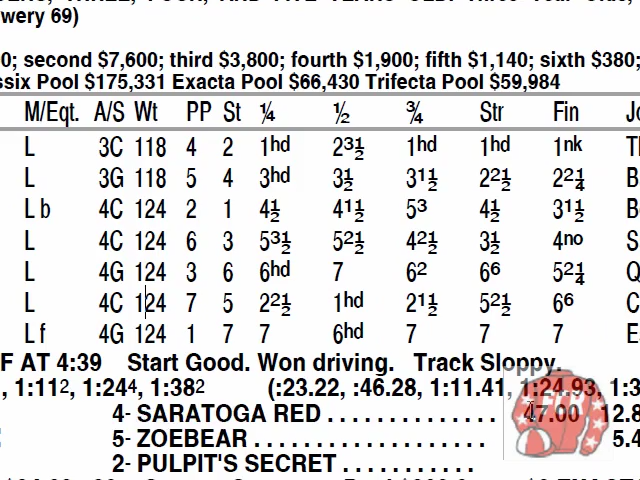 wery 69)
0; second $7,600; third $3,800; fourth $1,900; fifth $1,140; sixth $380;
ssix Pool $175,331 Exacta Pool $66,430 Trifecta Pool $59,984
M/Eqt. A/S Wt PP St ¼ ½ ¾ Str Fin Jo
L 3C 118 4 2 1hd 23½ 1hd 1hd 1nk Tl
L 3G 118 5 4 3hd 3½ 31½ 22½ 22¼ B
L b 4C 124 2 1 4½ 41½ 53 4½ 31½ B
L 4C 124 6 3 53½ 52½ 42½ 3½ 4no S
L 4G 124 3 6 6hd 7 62 66 52¼ Q
L 4C 124 7 5 22½ 1hd 21½ 52½ 66 C
L f 4G 124 1 7 7 6hd 7 7 7 E
F AT 4:39 Start Good. Won driving. Track Sloppy.
, 1:112, 1:244, 1:382 (:23.22, :46.28, 1:11.41, 1:24.93, 1:3
4- SARATOGA RED . . . . . . . . . . . . . . 47.00 12.8
5- ZOEBEAR . . . . . . . . . . . . . . . . . . . 5.4
2- PULPIT'S SECRET . . . . . . . . . . .